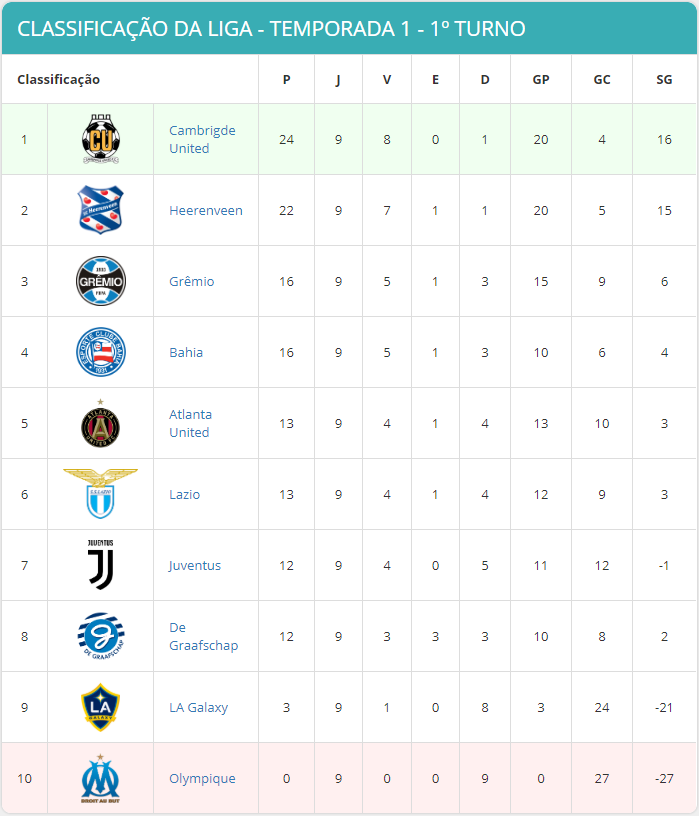 CLASSIFICAÇÃO DA LIGA - TEMPORADA 1 - 1º TURNO
Classificação P J V E D GP GC SG
1 CU Cambrigde United 24 9 8 0 1 20 4 16
2 Heerenveen Heerenveen 22 9 7 1 1 20 5 15
3 1903 GRÊMIO FBPA Grêmio 16 9 5 1 3 15 9 6
4 ESPORTE CLUBE BAHIA 1931 Bahia 16 9 5 1 3 10 6 4
5 ATLANTA UNITED FC A Atlanta United 13 9 4 1 4 13 10 3
6 S.S.LAZIO Lazio 13 9 4 1 4 12 9 3
7 JUVENTUS J Juventus 12 9 4 0 5 11 12 -1
8 DE GRAAFSCHAP De Graafschap 12 9 3 3 3 10 8 2
9 LA GALAXY LA Galaxy 3 9 1 0 8 3 24 -21
10 DROIT AU BUT Olympique 0 9 0 0 9 0 27 -27